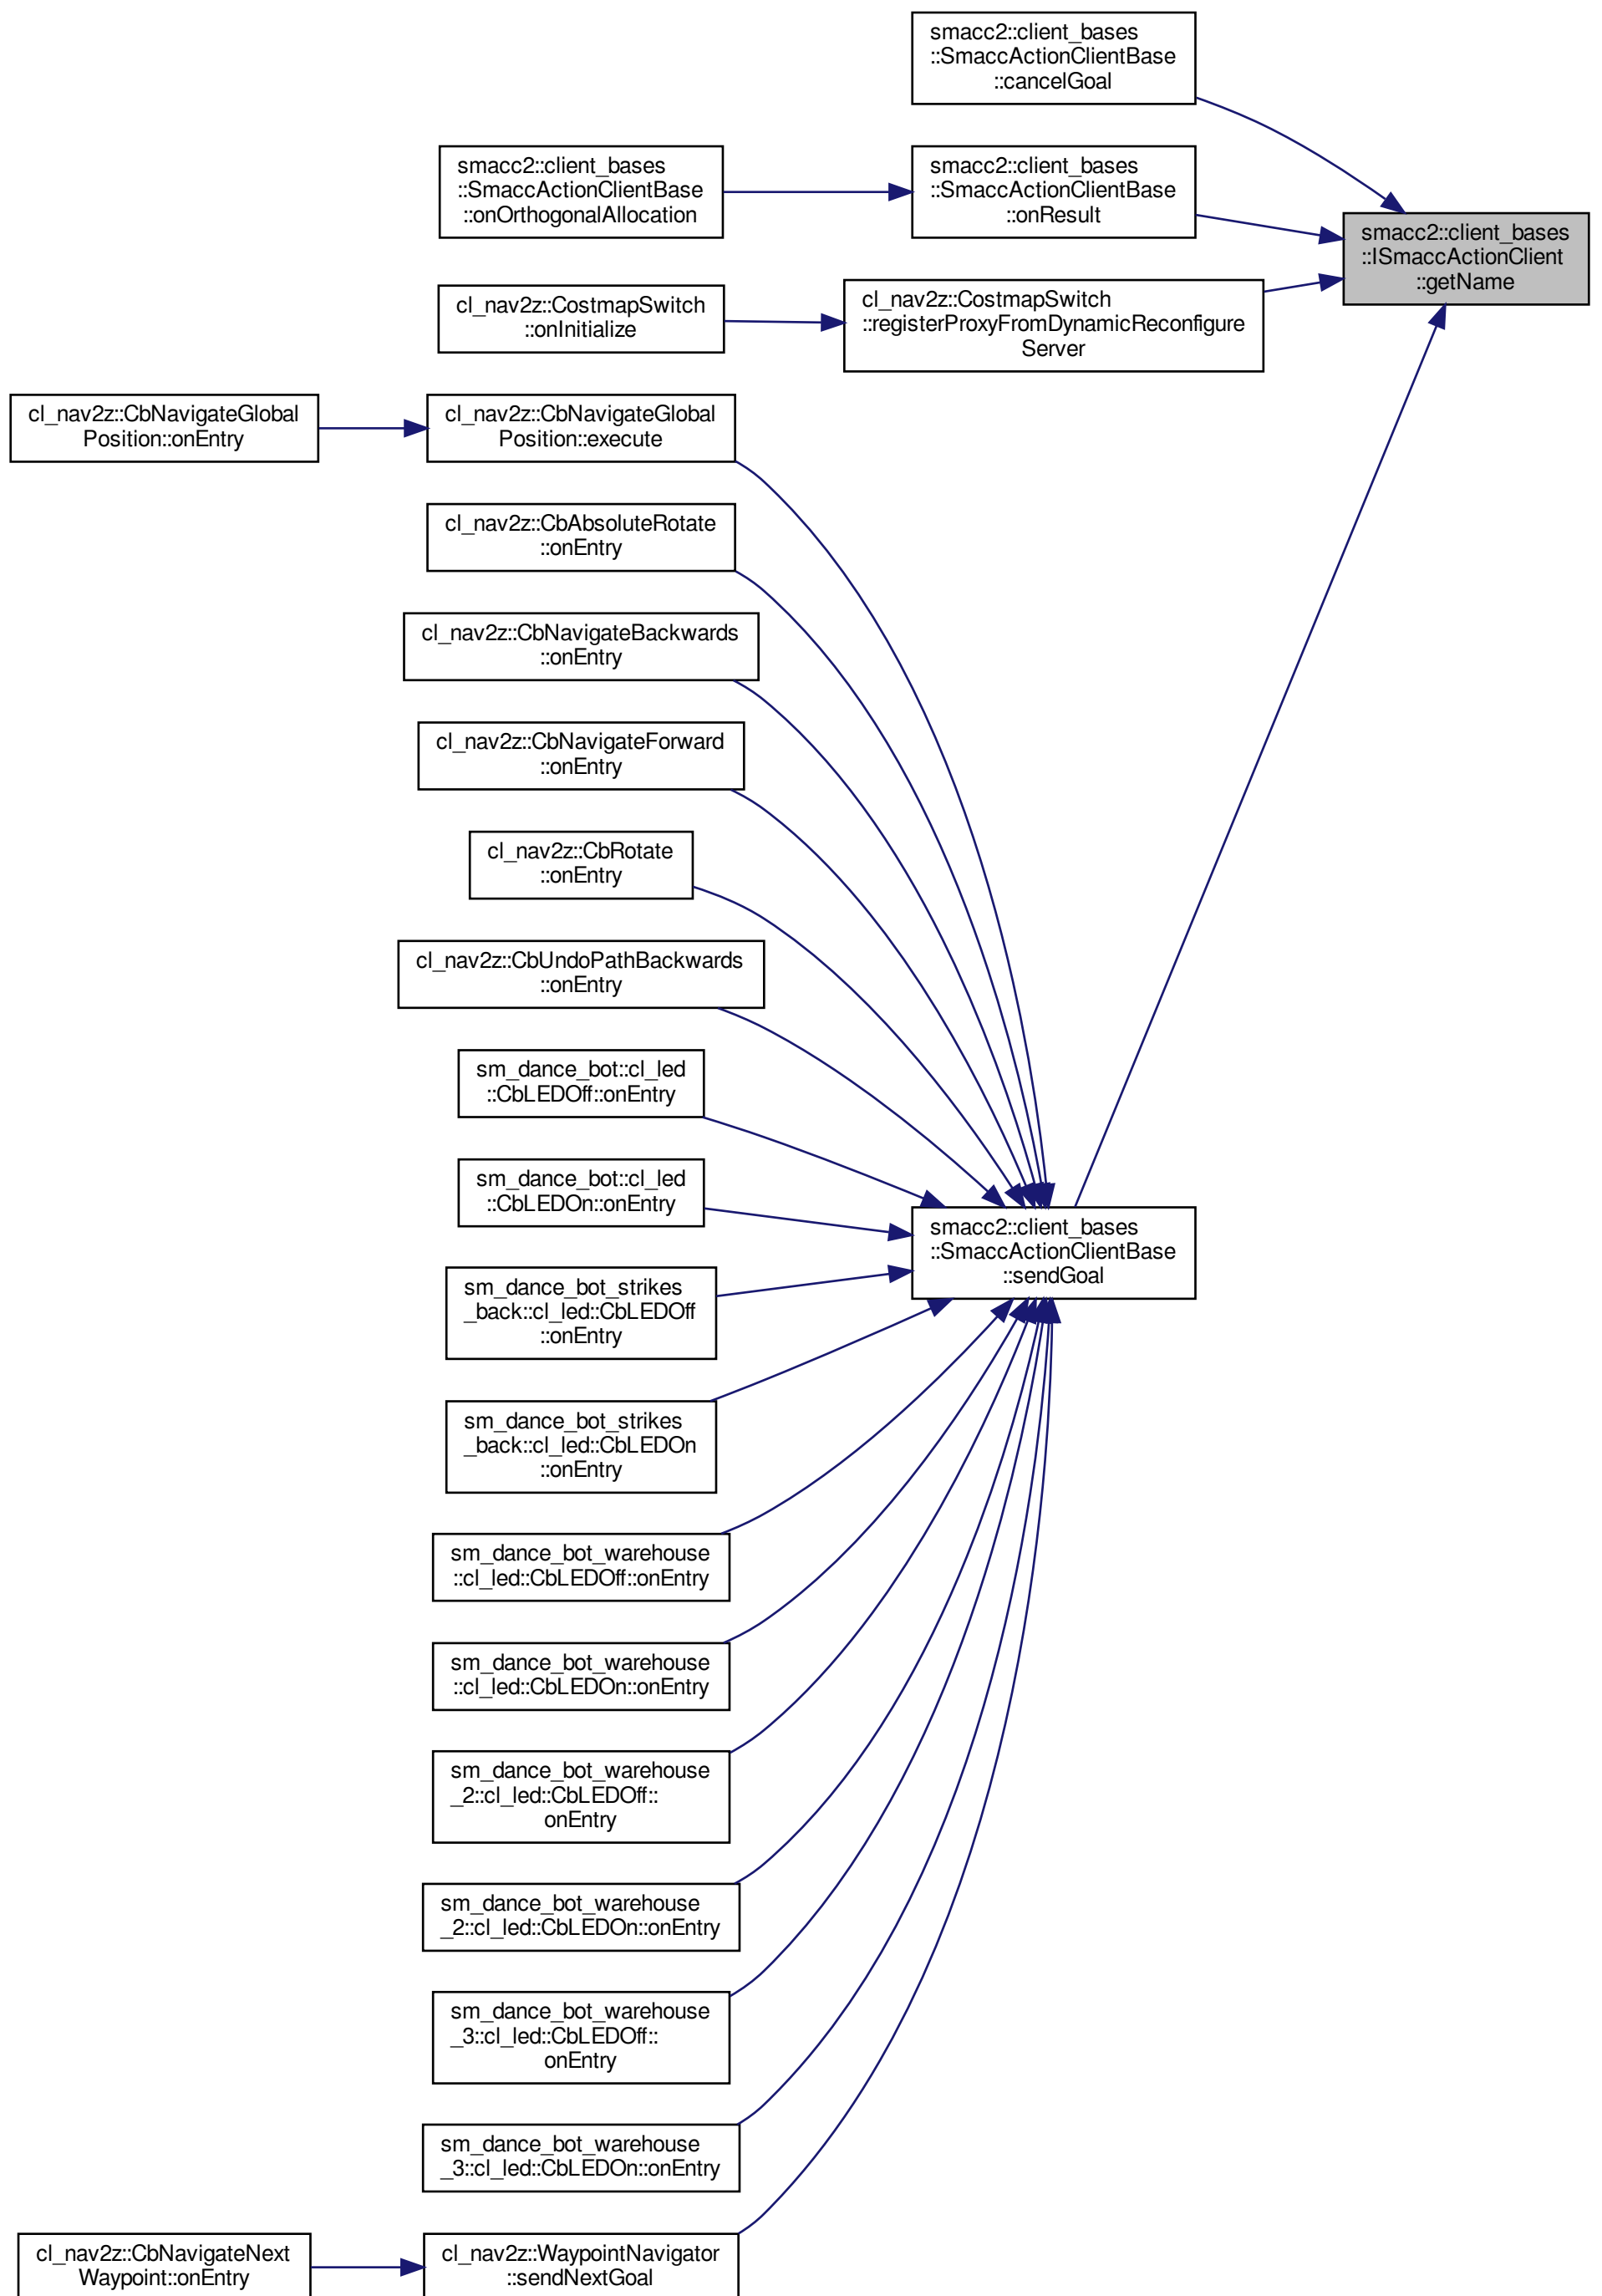 smacc2::client_bases
::SmaccActionClientBase
::cancelGoal
smacc2::client_bases
::SmaccActionClientBase
::onOrthogonalAllocation
smacc2::client_bases
::SmaccActionClientBase
::onResult
smacc2::client_bases
::ISmaccActionClient
::getName
cl_nav2z::CostmapSwitch
::onInitialize
cl_nav2z::CostmapSwitch
::registerProxyFromDynamicReconfigure
Server
cl_nav2z::CbNavigateGlobal
Position::onEntry
cl_nav2z::CbNavigateGlobal
Position::execute
cl_nav2z::CbAbsoluteRotate
::onEntry
cl_nav2z::CbNavigateBackwards
::onEntry
cl_nav2z::CbNavigateForward
::onEntry
cl_nav2z::CbRotate
::onEntry
cl_nav2z::CbUndoPathBackwards
::onEntry
sm_dance_bot::cl_led
::CbLEDOff::onEntry
sm_dance_bot::cl_led
::CbLEDOn::onEntry
smacc2::client_bases
::SmaccActionClientBase
::sendGoal
sm_dance_bot_strikes
_back::cl_led::CbLEDOff
::onEntry
sm_dance_bot_strikes
_back::cl_led::CbLEDOn
::onEntry
sm_dance_bot_warehouse
::cl_led::CbLEDOff::onEntry
sm_dance_bot_warehouse
::cl_led::CbLEDOn::onEntry
sm_dance_bot_warehouse
_2::cl_led::CbLEDOff::
onEntry
sm_dance_bot_warehouse
_2::cl_led::CbLEDOn::onEntry
sm_dance_bot_warehouse
_3::cl_led::CbLEDOff::
onEntry
sm_dance_bot_warehouse
_3::cl_led::CbLEDOn::onEntry
cl_nav2z::CbNavigateNext
Waypoint::onEntry
cl_nav2z::WaypointNavigator
::sendNextGoal